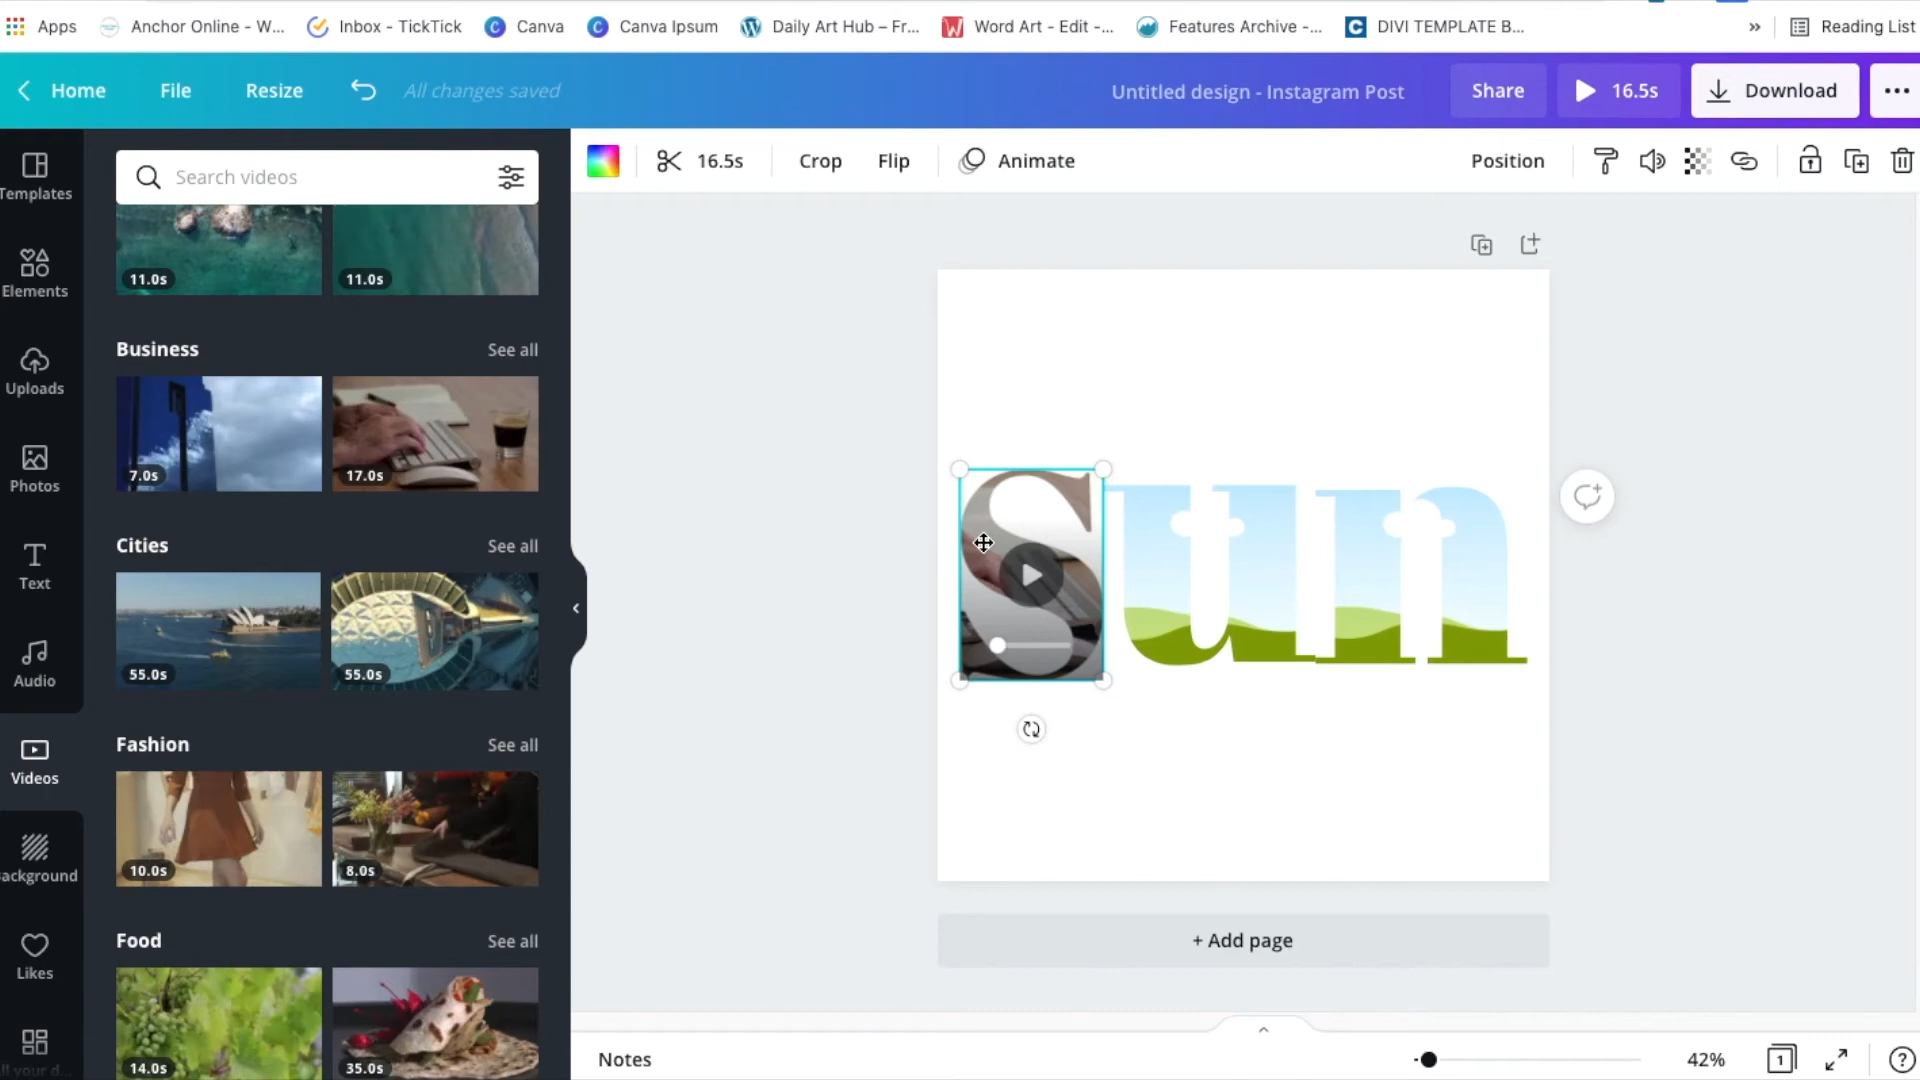 Apps
Anchor Online - W...
Inbox - TickTick
Canva
Canva Ipsum
Daily Art Hub – Fr...
Word Art - Edit -...
Features Archive -...
DIVI TEMPLATE B...
»
Reading List
Home
File
Resize
All changes saved
Untitled design - Instagram Post
Share
16.5s
Download
Templates
Elements
Uploads
Photos
Text
Audio
Videos
ackground
Likes
ll your d...
Search videos
11.0s
11.0s
Business
See all
7.0s
17.0s
Cities
See all
55.0s
55.0s
Fashion
See all
10.0s
8.0s
Food
See all
14.0s
35.0s
16.5s
Crop
Flip
Animate
Position
Sun
+ Add page
Notes
42%
1
?